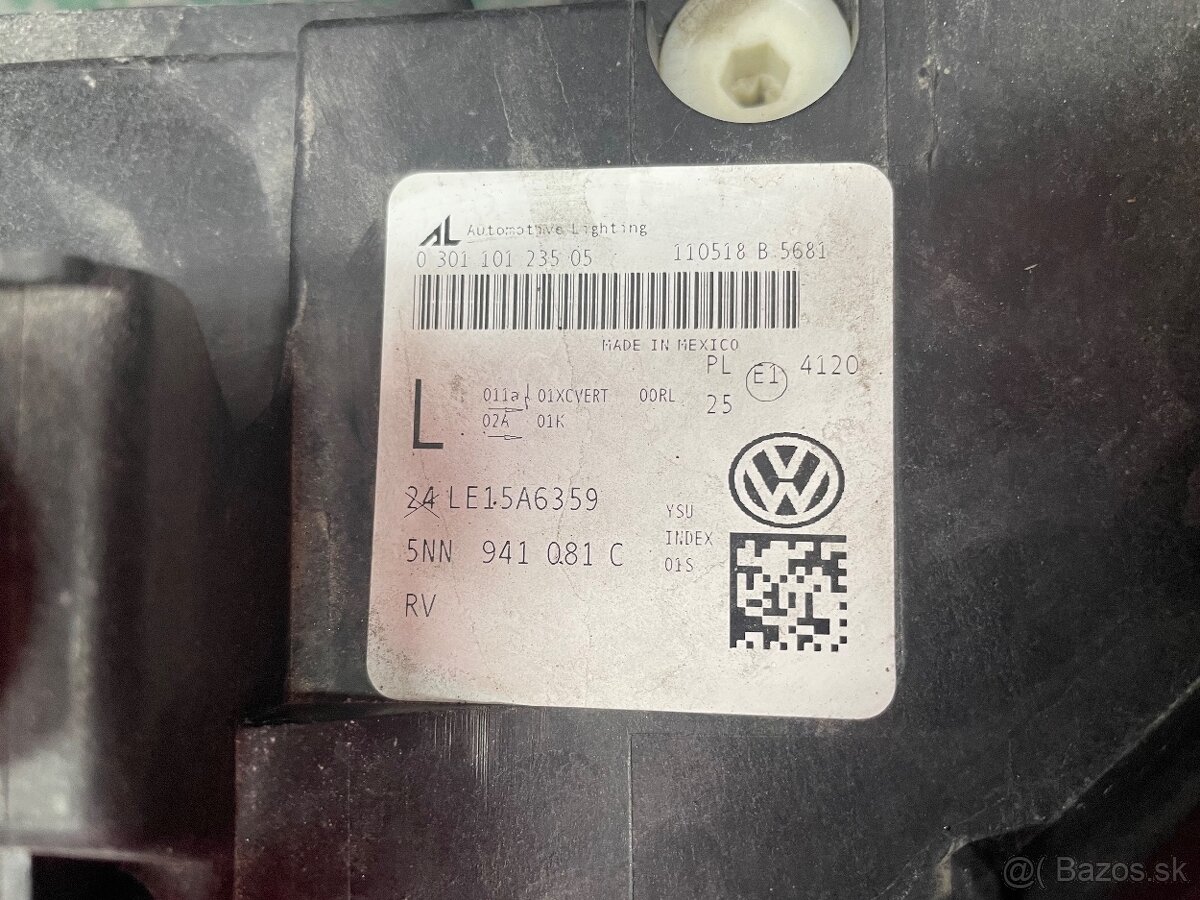 AL Automotive Lighting
0 301 101 235 05 110518 B 5681
MADE IN MEXICO
PL E1 4120
25
L 011a 01XCVERT 00RL
02A 01K
24 LE15A6359
YSU
INDEX
01S
5NN 941 081 C
RV
VW
@( Bazos.sk